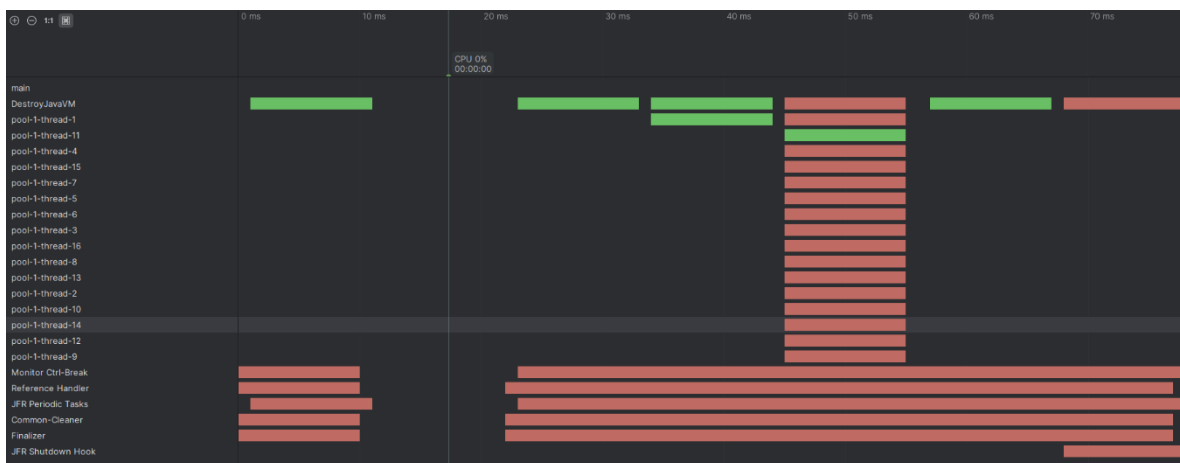 1:1
0 ms 10 ms 20 ms 30 ms 40 ms 50 ms 60 ms 70 ms
CPU 0%
00:00:00
main
DestroyJavaVM
pool-1-thread-1
pool-1-thread-11
pool-1-thread-4
pool-1-thread-15
pool-1-thread-7
pool-1-thread-5
pool-1-thread-6
pool-1-thread-3
pool-1-thread-16
pool-1-thread-8
pool-1-thread-13
pool-1-thread-2
pool-1-thread-10
pool-1-thread-14
pool-1-thread-12
pool-1-thread-9
Monitor Ctrl-Break
Reference Handler
JFR Periodic Tasks
Common-Cleaner
Finalizer
JFR Shutdown Hook